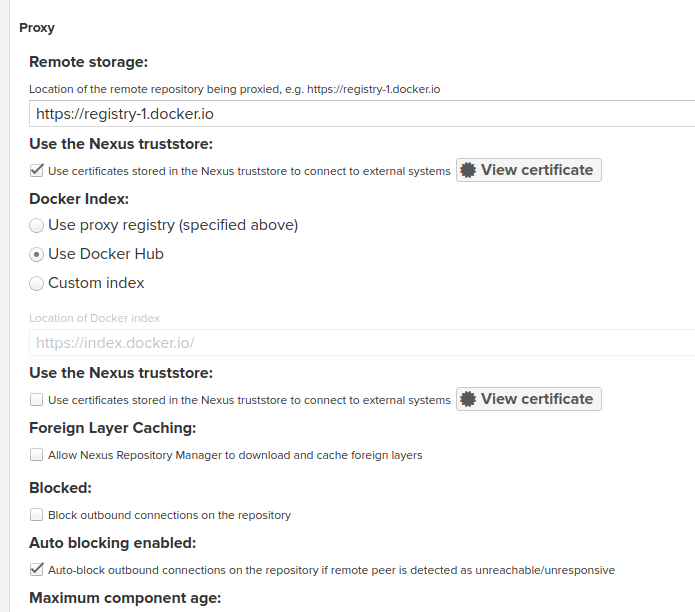 Proxy
Remote storage:
Location of the remote repository being proxied, e.g. https://registry-1.docker.io
https://registry-1.docker.io
Use the Nexus truststore:
Use certificates stored in the Nexus truststore to connect to external systems View certificate
Docker Index:
Use proxy registry (specified above)
Use Docker Hub
Custom index
Location of Docker index
https://index.docker.io/
Use the Nexus truststore:
Use certificates stored in the Nexus truststore to connect to external systems View certificate
Foreign Layer Caching:
Allow Nexus Repository Manager to download and cache foreign layers
Blocked:
Block outbound connections on the repository
Auto blocking enabled:
Auto-block outbound connections on the repository if remote peer is detected as unreachable/unresponsive
Maximum component age: